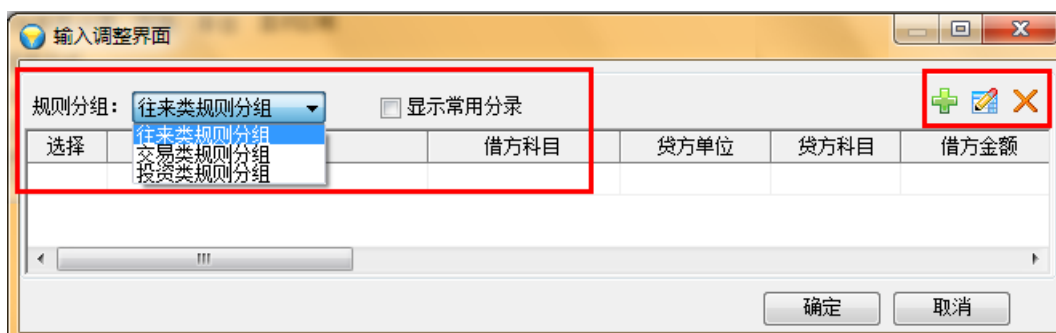 输入调整界面
规则分组: 往来类规则分组 显示常用分录
选择 借方科目 贷方单位 贷方科目 借方金额
往来类规则分组
交易类规则分组
投资类规则分组
确定 取消